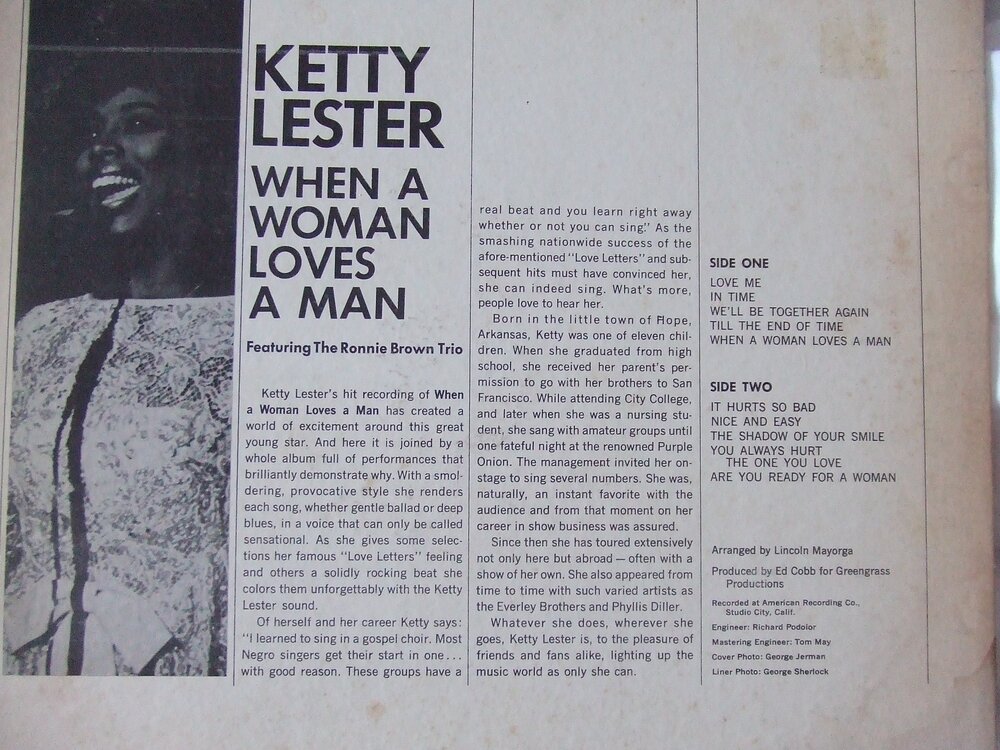 KETTY
LESTER
WHEN A
WOMAN
LOVES
A MAN
Featuring The Ronnie Brown Trio
Ketty Lester's hit recording of When
a Woman Loves a Man has created a
world of excitement around this great
young star. And here it is joined by a
whole album full of performances that
brilliantly demonstrate why. With a smol-
dering, provocative style she renders
each song, whether gentle ballad or deep
blues, in a voice that can only be called
sensational. As she gives some selec-
tions her famous "Love Letters" feeling
and others a solidly rocking beat she
colors them unforgettably with the Ketty
Lester sound.
Of herself and her career Ketty says:
"I learned to sing in a gospel choir. Most
Negro singers get their start in one...
with good reason. These groups have a
real beat and you learn right away
whether or not you can sing." As the
smashing nationwide success of the
afore-mentioned "Love Letters" and sub-
sequent hits must have convinced her,
she can indeed sing. What's more,
people love to hear her.
Born in the little town of Hope,
Arkansas, Ketty was one of eleven chil-
dren. When she graduated from high
school, she received her parent's per-
mission to go with her brothers to San
Francisco. While attending City College,
and later when she was a nursing stu-
dent, she sang with amateur groups until
one fateful night at the renowned Purple
Onion. The management invited her on-
stage to sing several numbers. She was,
naturally, an instant favorite with the
audience and from that moment on her
career in show business was assured.
Since then she has toured extensively
not only here but abroad — often with a
show of her own. She also appeared from
time to time with such varied artists as
the Everley Brothers and Phyllis Diller.
Whatever she does, wherever she
goes, Ketty Lester is, to the pleasure of
friends and fans alike, lighting up the
music world as only she can.
SIDE ONE
LOVE ME
IN TIME
WE'LL BE TOGETHER AGAIN
TILL THE END OF TIME
WHEN A WOMAN LOVES A MAN
SIDE TWO
IT HURTS SO BAD
NICE AND EASY
THE SHADOW OF YOUR SMILE
YOU ALWAYS HURT
THE ONE YOU LOVE
ARE YOU READY FOR A WOMAN
Arranged by Lincoln Mayorga
Produced by Ed Cobb for Greengrass
Productions
Recorded at American Recording Co.,
Studio City, Calif.
Engineer: Richard Podolor
Mastering Engineer: Tom May
Cover Photo: George Jerman
Liner Photo: George Sherlock